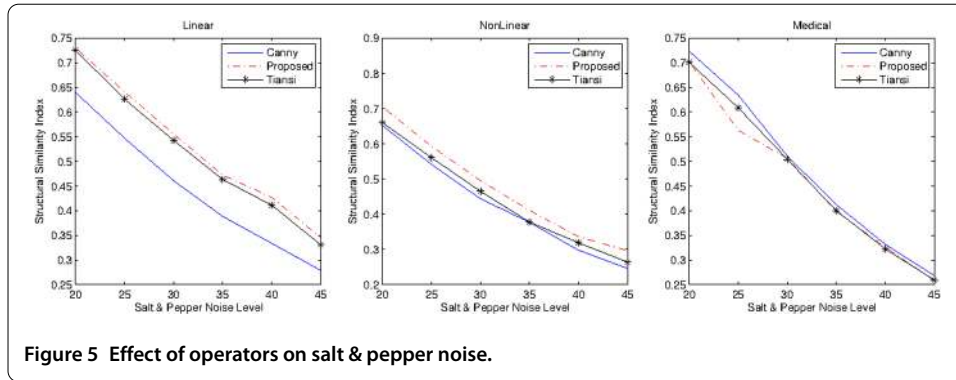 Linear
0.75
0.7
0.65
0.6
0.55
0.5
0.45
0.4
0.35
0.3
0.25
20 25 30 35 40 45
Structural Similarity Index
Salt & Pepper Noise Level
Canny
Proposed
Tiansi
NonLinear
0.9
0.8
0.7
0.6
0.5
0.4
0.3
0.2
20 25 30 35 40 45
Structural Similarity Index
Salt & Pepper Noise Level
Canny
Proposed
Tiansi
Medical
0.75
0.7
0.65
0.6
0.55
0.5
0.45
0.4
0.35
0.3
0.25
20 25 30 35 40 45
Structural Similarity Index
Salt & Pepper Noise Level
Canny
Proposed
Tiansi
Figure 5 Effect of operators on salt & pepper noise.